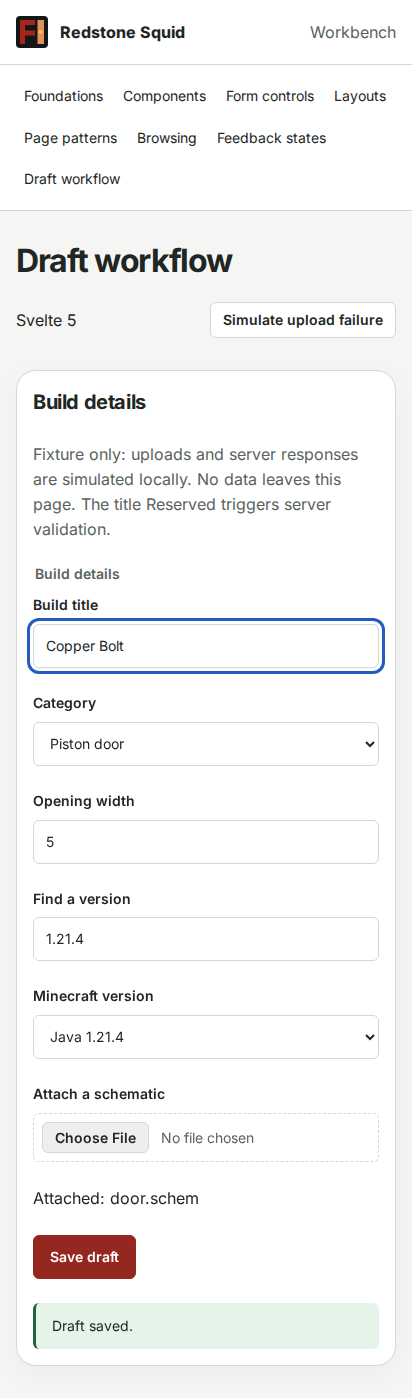 FI Redstone Squid Workbench
Foundations Components Form controls Layouts
Page patterns Browsing Feedback states
Draft workflow
Draft workflow
Svelte 5 Simulate upload failure
Build details
Fixture only: uploads and server responses
are simulated locally. No data leaves this
page. The title Reserved triggers server
validation.
Build details
Build title
Copper Bolt
Category
Piston door
Opening width
5
Find a version
1.21.4
Minecraft version
Java 1.21.4
Attach a schematic
Choose File No file chosen
Attached: door.schem
Save draft
Draft saved.